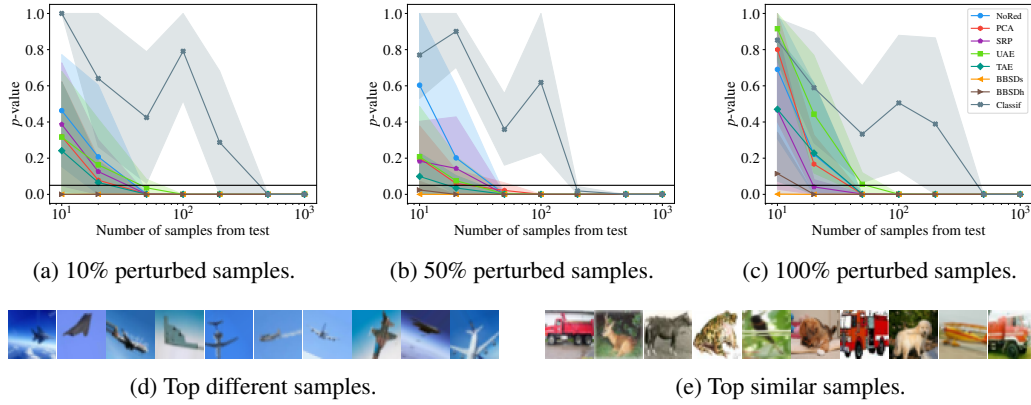 1.0
0.8
0.6
0.4
0.2
0.0
p-value
10¹ 10² 10³
Number of samples from test
(a) 10% perturbed samples.
1.0
0.8
0.6
0.4
0.2
0.0
p-value
10¹ 10² 10³
Number of samples from test
(b) 50% perturbed samples.
1.0
0.8
0.6
0.4
0.2
0.0
p-value
10¹ 10² 10³
Number of samples from test
NoRed
PCA
SRP
UAE
TAE
BBSDs
BBSDh
Classif
(c) 100% perturbed samples.
(d) Top different samples.
(e) Top similar samples.